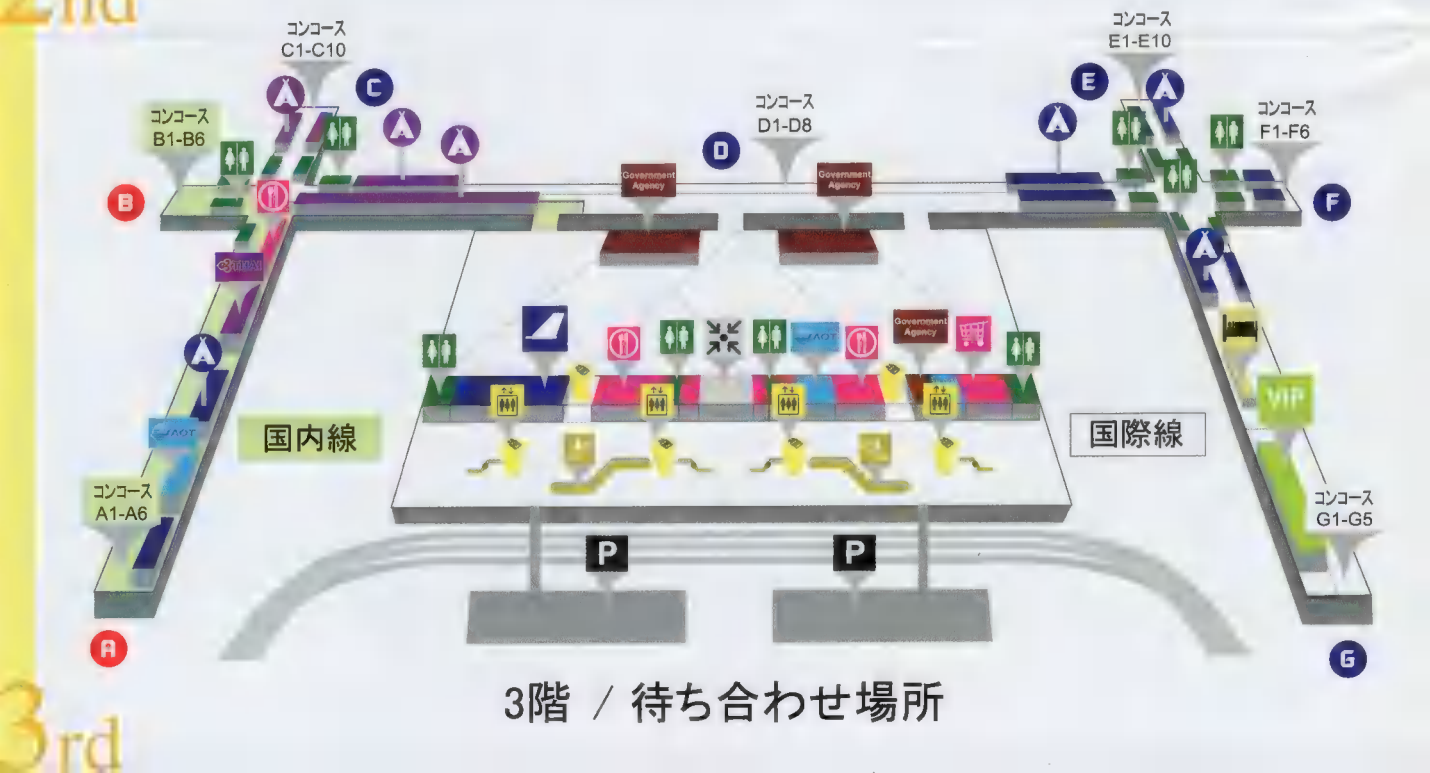 2nd
コンコース
C1-C10
C
コンコース
E1-E10
E
コンコース
B1-B6
コンコース
D1-D8
D
コンコース
F1-F6
Government
Agency
Government
Agency
B
F
THAI
AOT
Government
Agency
VIP
国内線
国際線
AOT
コンコース
A1-A6
コンコース
G1-G5
P
P
A
G
3階 / 待ち合わせ場所
3rd